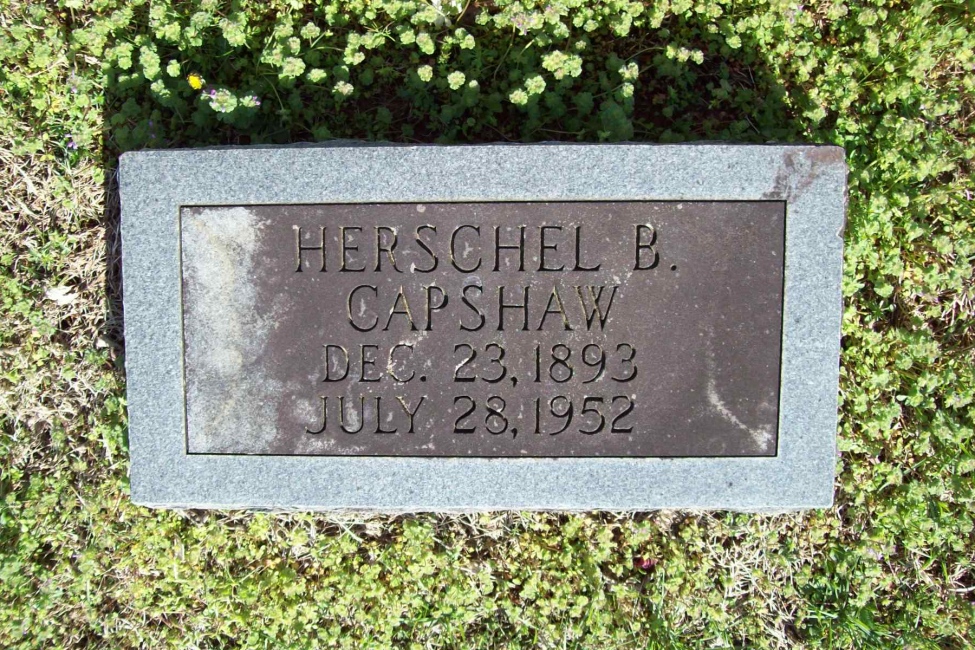 HERSCHEL B.
CAPSHAW
DEC. 23, 1893
JULY 28, 1952